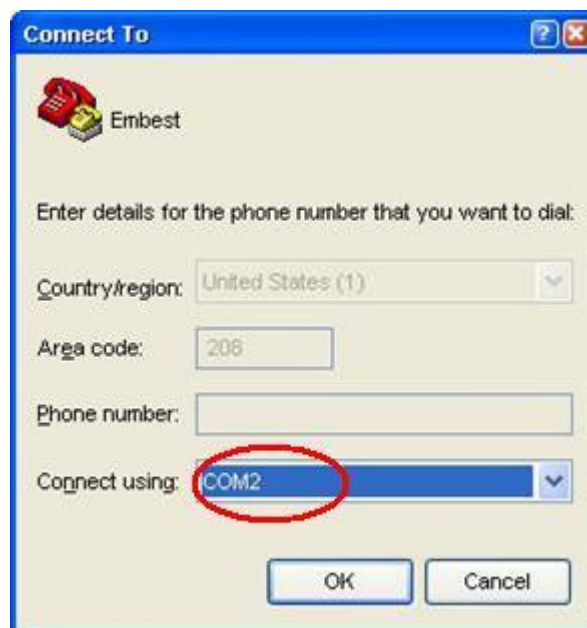 Connect To
Embest
Enter details for the phone number that you want to dial:
Country/region: United States (1)
Area code: 208
Phone number:
Connect using: COM2
OK Cancel